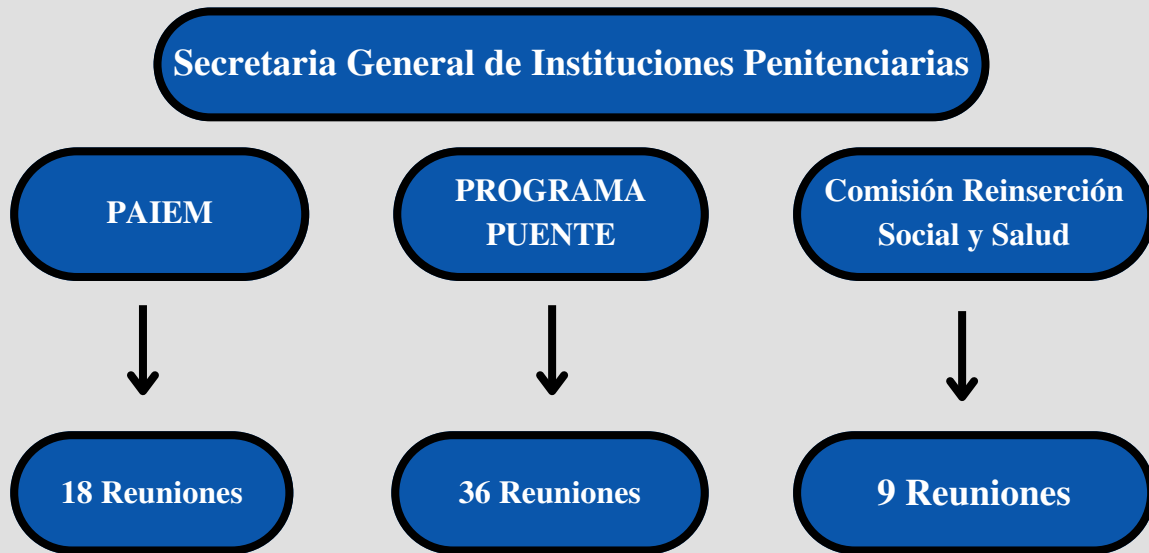 Secretaria General de Instituciones Penitenciarias
PAIEM
PROGRAMA
PUENTE
Comisión Reinserción
Social y Salud
18 Reuniones
36 Reuniones
9 Reuniones